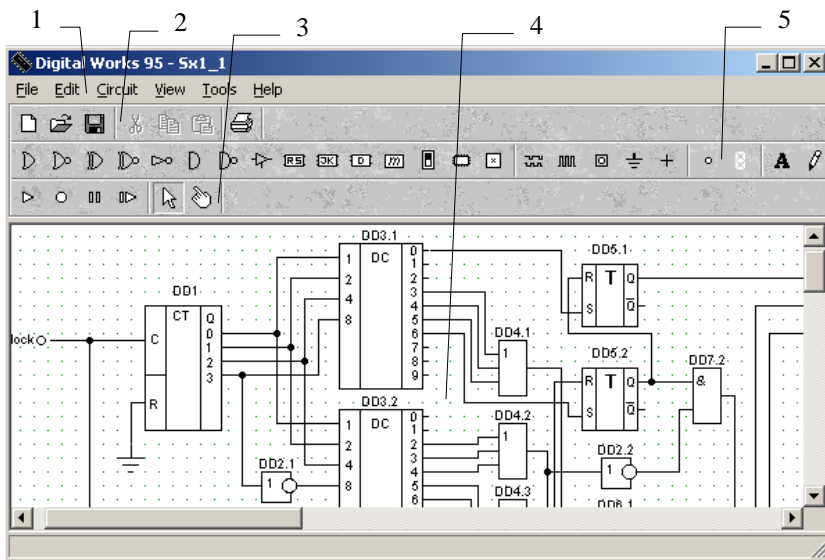 1 2 3 4 5
Digital Works 95 - Sx1_1
File Edit Circuit View Tools Help
RS JK D m x
A
DD3.1
DC
1
2
4
8
0
1
2
3
4
5
6
7
8
9
DD5.1
R T Q
S Q
DD1
CT Q
0
1
2
3
C
R
lock
DD4.1
1
DD5.2
R T Q
S Q
DD7.2
&
DD3.2
DC
1
2
4
8
0
1
2
3
4
5
6
DD4.2
1
DD2.2
1
DD2.1
1
DD4.3
DD6.1